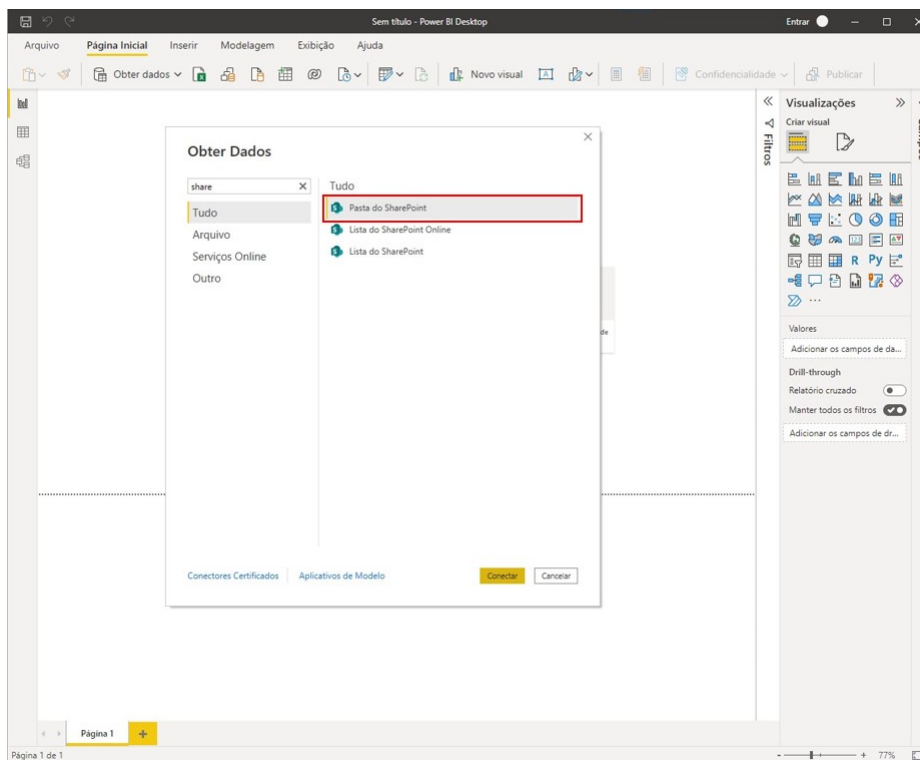 Sem título - Power BI Desktop
Entrar
Arquivo
Página Inicial
Inserir
Modelagem
Exibição
Ajuda
Obter dados
Novo visual
Confidencialidade
Publicar
Obter Dados
share
Tudo
Arquivo
Serviços Online
Outro
Tudo
Pasta do SharePoint
Lista do SharePoint Online
Lista do SharePoint
Conectores Certificados
Aplicativos de Modelo
Conectar
Cancelar
de
Filtros
Visualizações
Criar visual
123
R
Py
Valores
Adicionar os campos de da...
Drill-through
Relatório cruzado
Manter todos os filtros
Adicionar os campos de dr...
Página 1
Página 1 de 1
77%